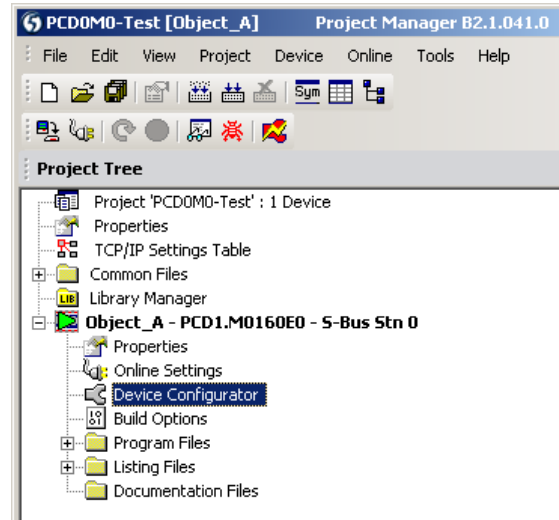 PCD0M0-Test [Object_A] Project Manager B2.1.041.0
File Edit View Project Device Online Tools Help
Sym
Project Tree
Project 'PCD0M0-Test' : 1 Device
Properties
TCP/IP Settings Table
Common Files
LIB Library Manager
Object_A - PCD1.M0160E0 - S-Bus Stn 0
Properties
Online Settings
Device Configurator
Build Options
Program Files
Listing Files
Documentation Files